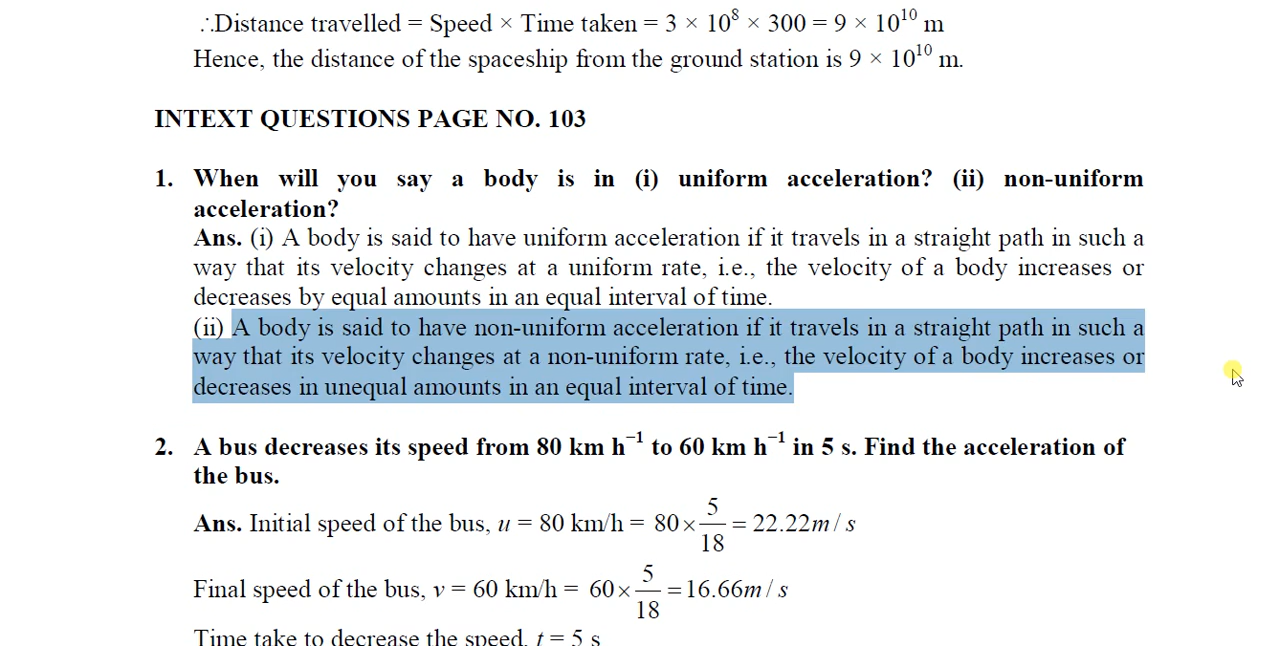 ∴Distance travelled = Speed × Time taken = 3 × 10⁸ × 300 = 9 × 10¹⁰ m
Hence, the distance of the spaceship from the ground station is 9 × 10¹⁰ m.
INTEXT QUESTIONS PAGE NO. 103
1. When will you say a body is in (i) uniform acceleration? (ii) non-uniform
acceleration?
Ans. (i) A body is said to have uniform acceleration if it travels in a straight path in such a
way that its velocity changes at a uniform rate, i.e., the velocity of a body increases or
decreases by equal amounts in an equal interval of time.
(ii) A body is said to have non-uniform acceleration if it travels in a straight path in such a
way that its velocity changes at a non-uniform rate, i.e., the velocity of a body increases or
decreases in unequal amounts in an equal interval of time.
2. A bus decreases its speed from 80 km h⁻¹ to 60 km h⁻¹ in 5 s. Find the acceleration of
the bus.
Ans. Initial speed of the bus, u = 80 km/h = 80 × 5/18 = 22.22m / s
Final speed of the bus, v = 60 km/h = 60 × 5/18 = 16.66m / s
Time take to decrease the speed, t = 5 s